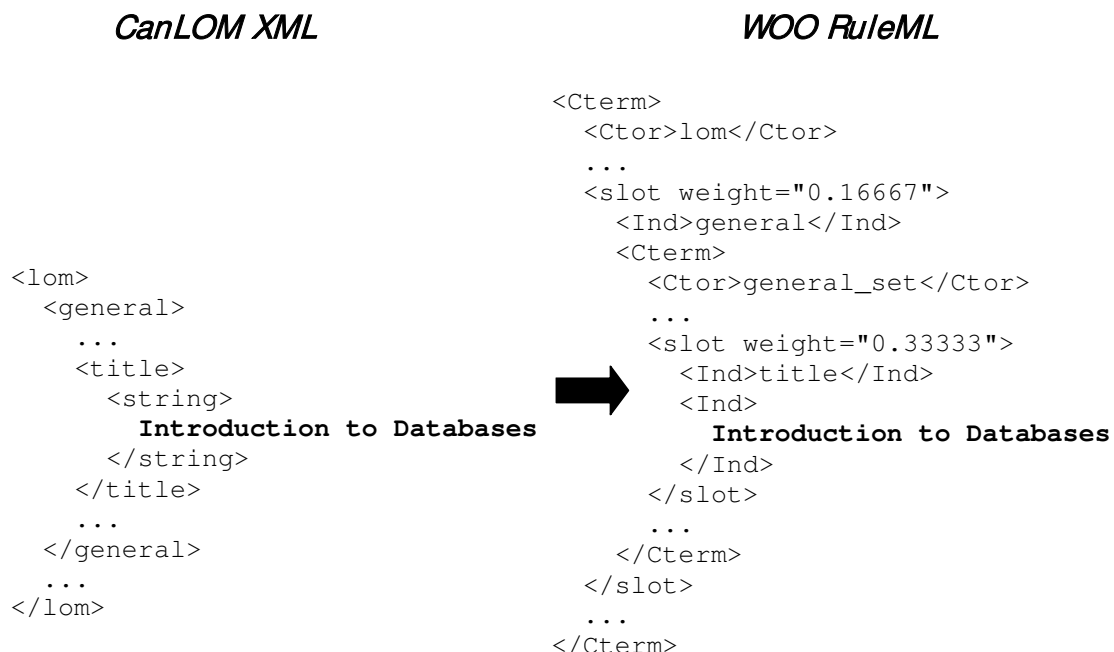 CanLOM XML
<lom>
  <general>
    ...
    <title>
      <string>
        Introduction to Databases
      </string>
    </title>
    ...
  </general>
  ...
</lom>
WOO RuleML
<Cterm>
  <Ctor>lom</Ctor>
  ...
  <slot weight="0.16667">
    <Ind>general</Ind>
    <Cterm>
      <Ctor>general_set</Ctor>
      ...
      <slot weight="0.33333">
        <Ind>title</Ind>
        <Ind>
          Introduction to Databases
        </Ind>
      </slot>
      ...
    </Cterm>
  </slot>
  ...
</Cterm>